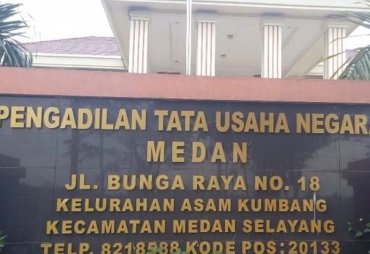 PENGADILAN TATA USAHA NEGARA
MEDAN
JL. BUNGA RAYA NO. 18
KELURAHAN ASAM KUMBANG
KECAMATAN MEDAN SELAYANG
TELP. 8218588 KODE POS: 20133